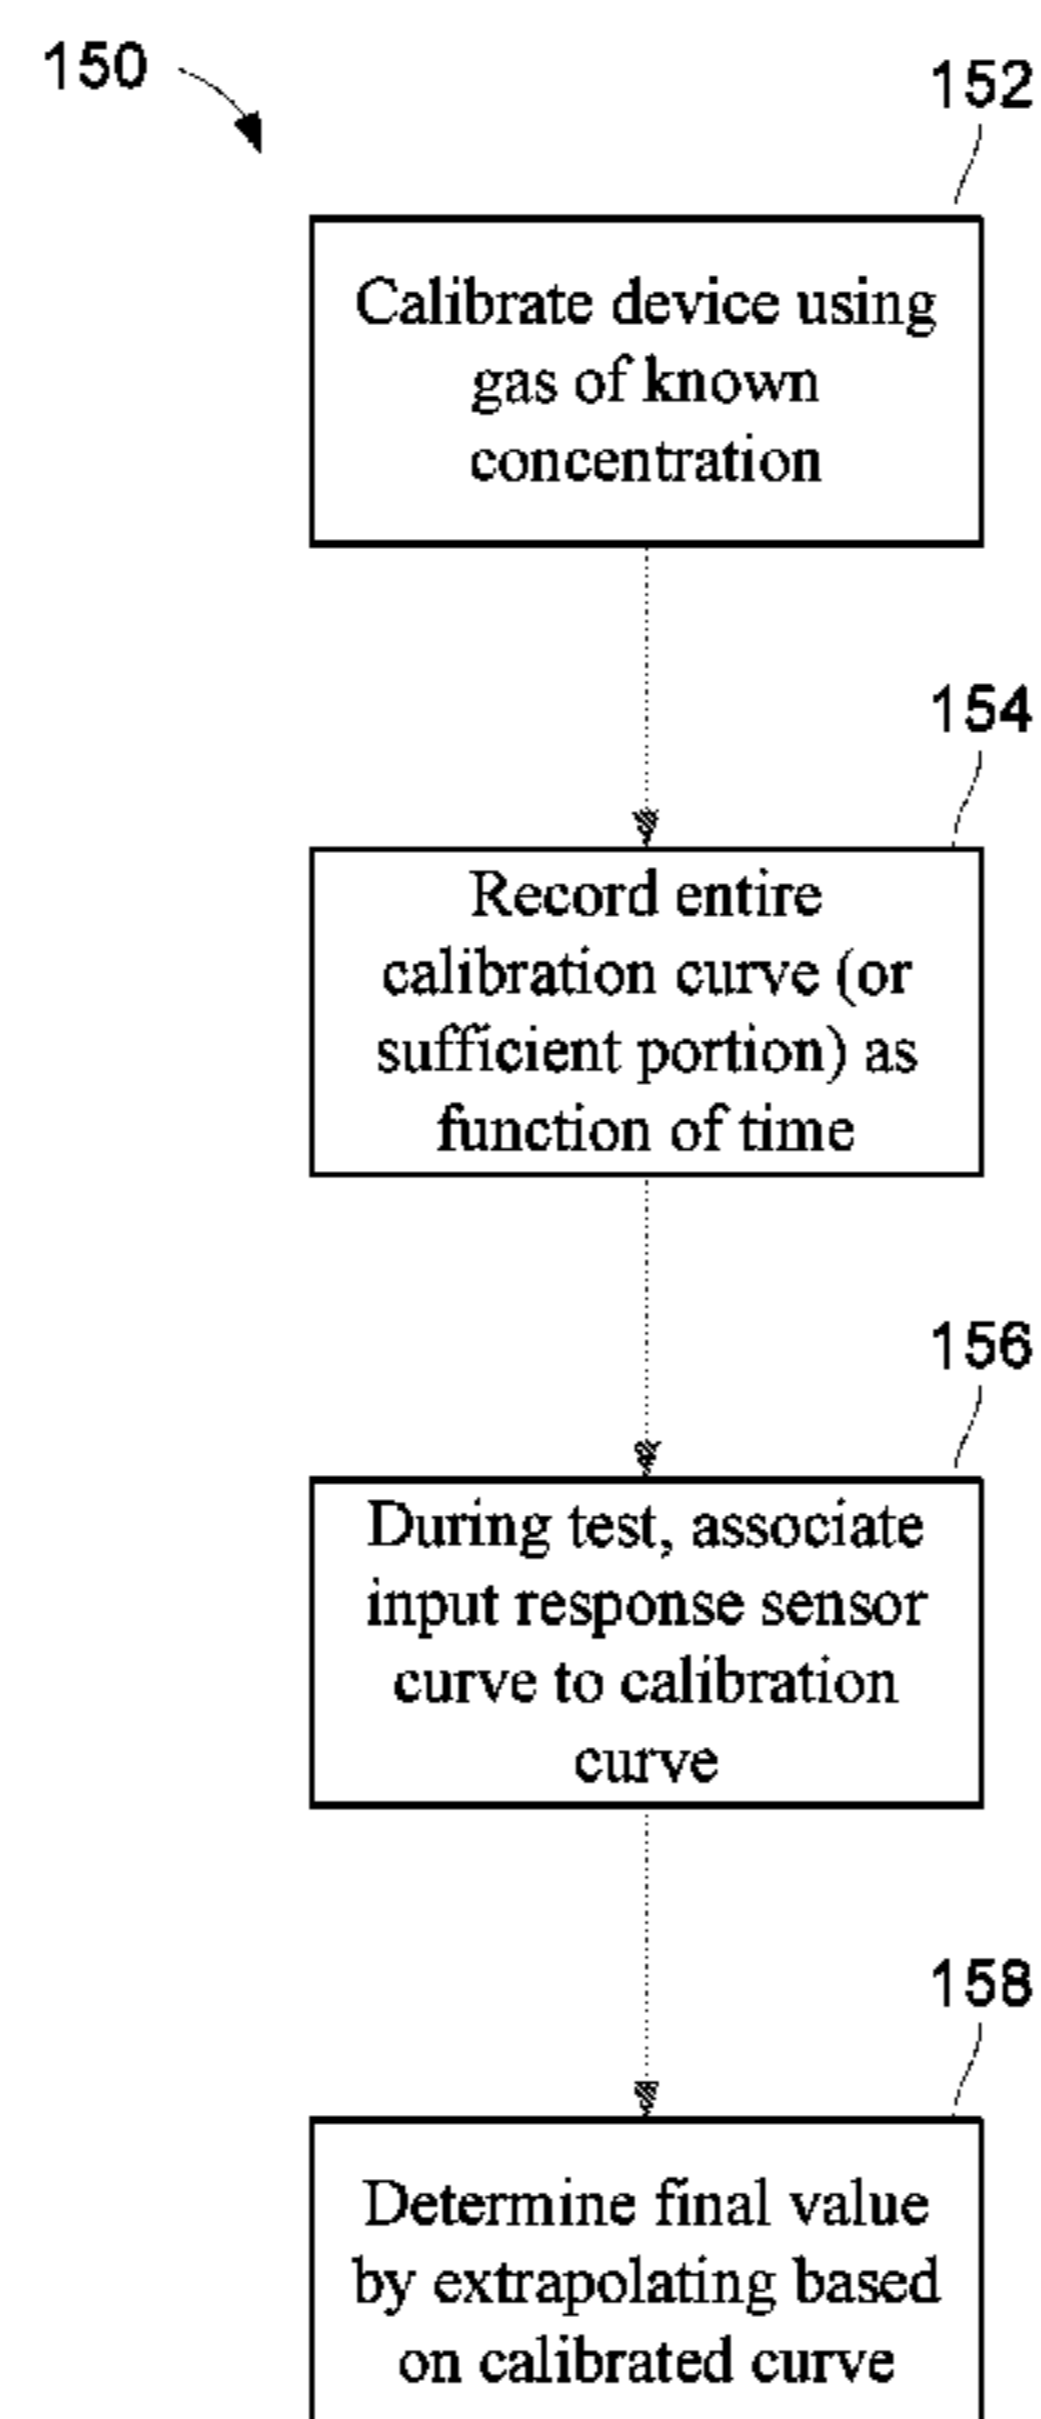 150
152
Calibrate device using
gas of known
concentration
154
Record entire
calibration curve (or
sufficient portion) as
function of time
156
During test, associate
input response sensor
curve to calibration
curve
158
Determine final value
by extrapolating based
on calibrated curve